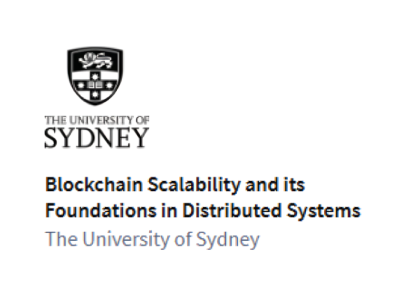 THE UNIVERSITY OF
SYDNEY
Blockchain Scalability and its
Foundations in Distributed Systems
The University of Sydney